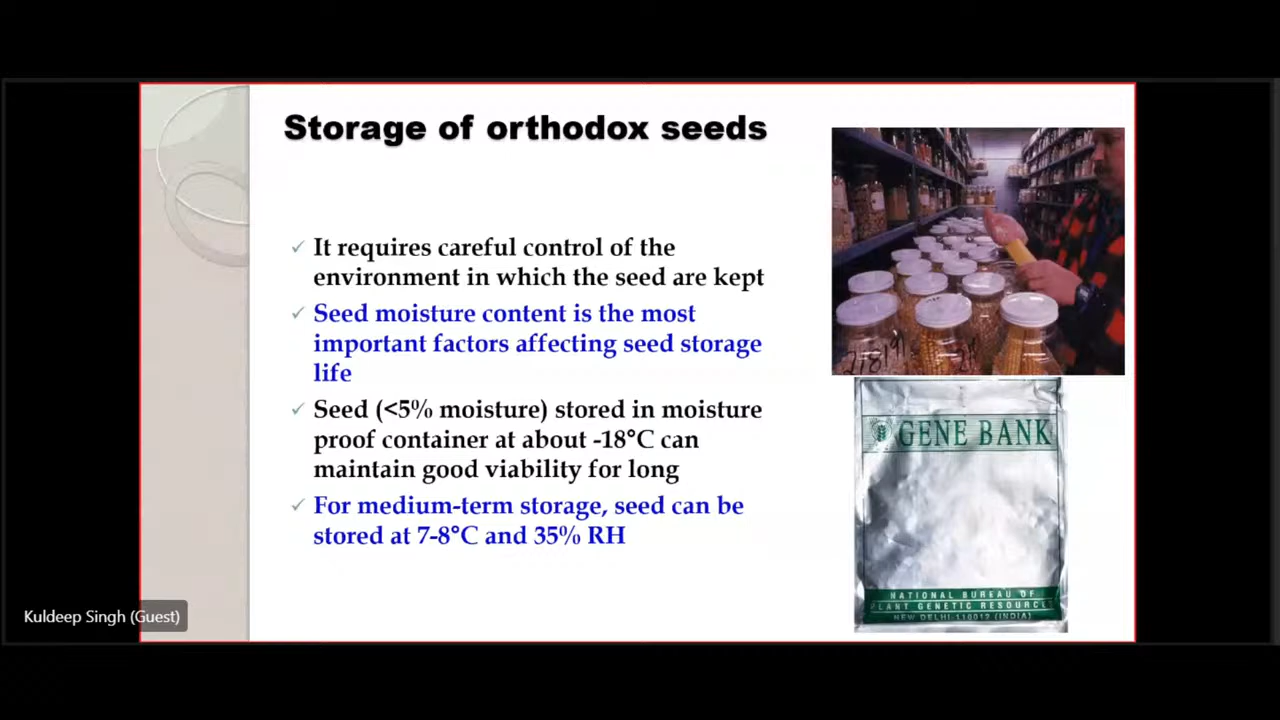 Storage of orthodox seeds
It requires careful control of the
environment in which the seed are kept
Seed moisture content is the most
important factors affecting seed storage
life
Seed (<5% moisture) stored in moisture
proof container at about -18°C can
maintain good viability for long
For medium-term storage, seed can be
stored at 7-8°C and 35% RH
GENE BANK
NATIONAL BUREAU OF
PLANT GENETIC RESOURCE
NEW DELHI-110012 (INDIA)
Kuldeep Singh (Guest)